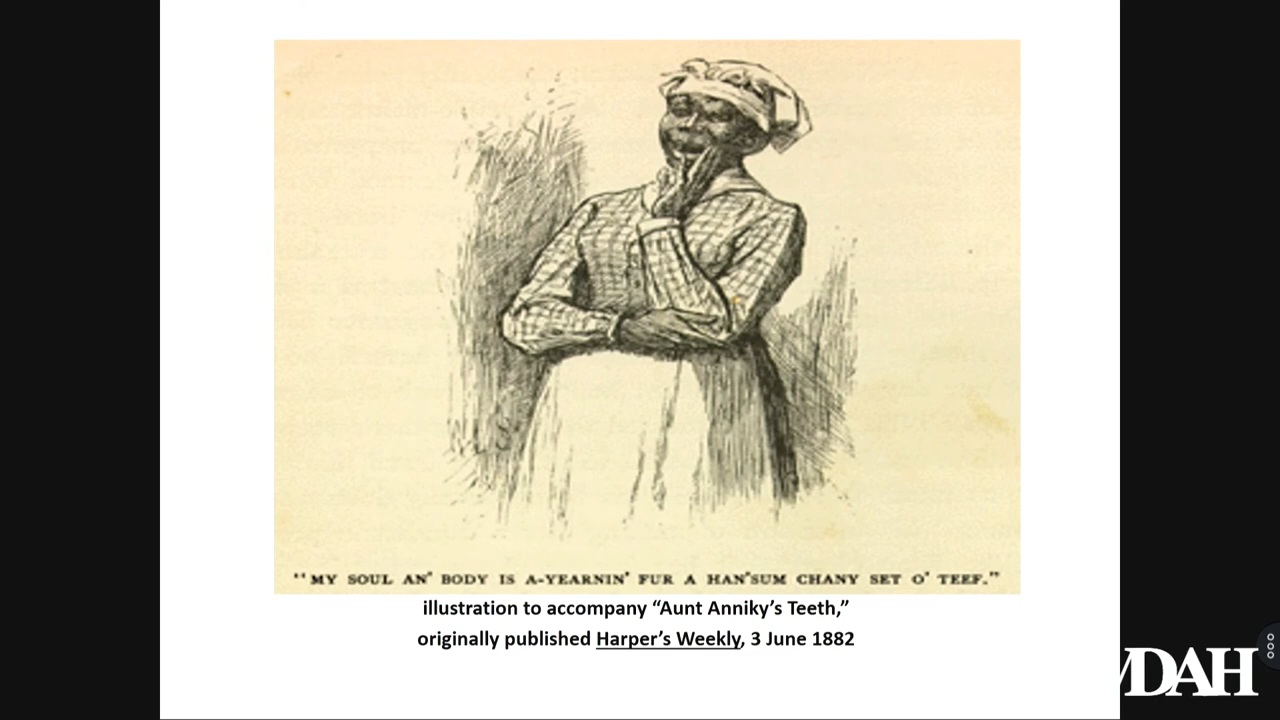 "MY SOUL AN' BODY IS A-YEARNIN' FUR A HAN'SUM CHANY SET O' TEEF."
illustration to accompany “Aunt Anniky’s Teeth,”
originally published Harper’s Weekly, 3 June 1882
DAH